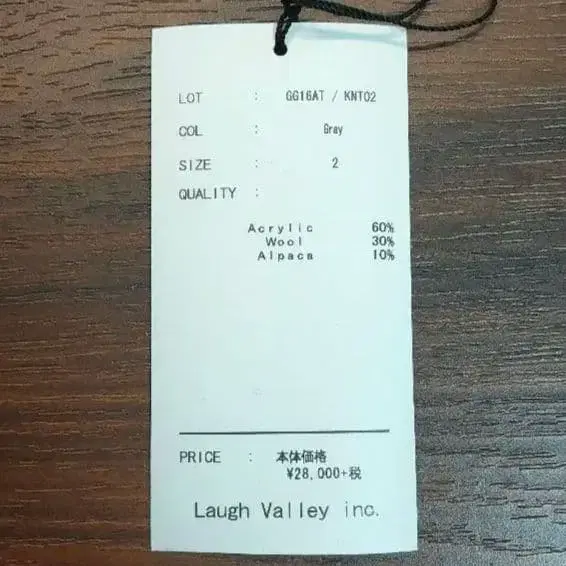 LOT : GG16AT / KNT02
COL : Gray
SIZE : 2
QUALITY :
Acrylic 60%
Wool 30%
Alpaca 10%
PRICE : 本体価格
¥28,000+税
Laugh Valley inc.